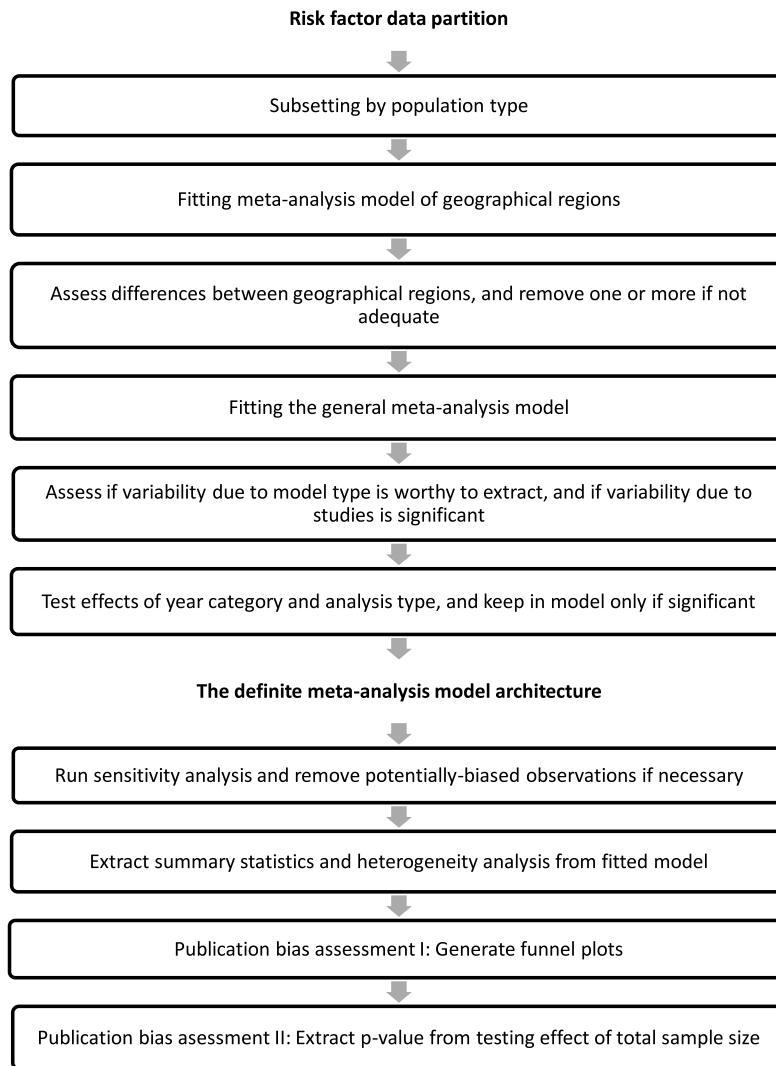 Risk factor data partition
Subsetting by population type
Fitting meta-analysis model of geographical regions
Assess differences between geographical regions, and remove one or more if not
adequate
Fitting the general meta-analysis model
Assess if variability due to model type is worthy to extract, and if variability due to
studies is significant
Test effects of year category and analysis type, and keep in model only if significant
The definite meta-analysis model architecture
Run sensitivity analysis and remove potentially-biased observations if necessary
Extract summary statistics and heterogeneity analysis from fitted model
Publication bias assessment I: Generate funnel plots
Publication bias asessment II: Extract p-value from testing effect of total sample size